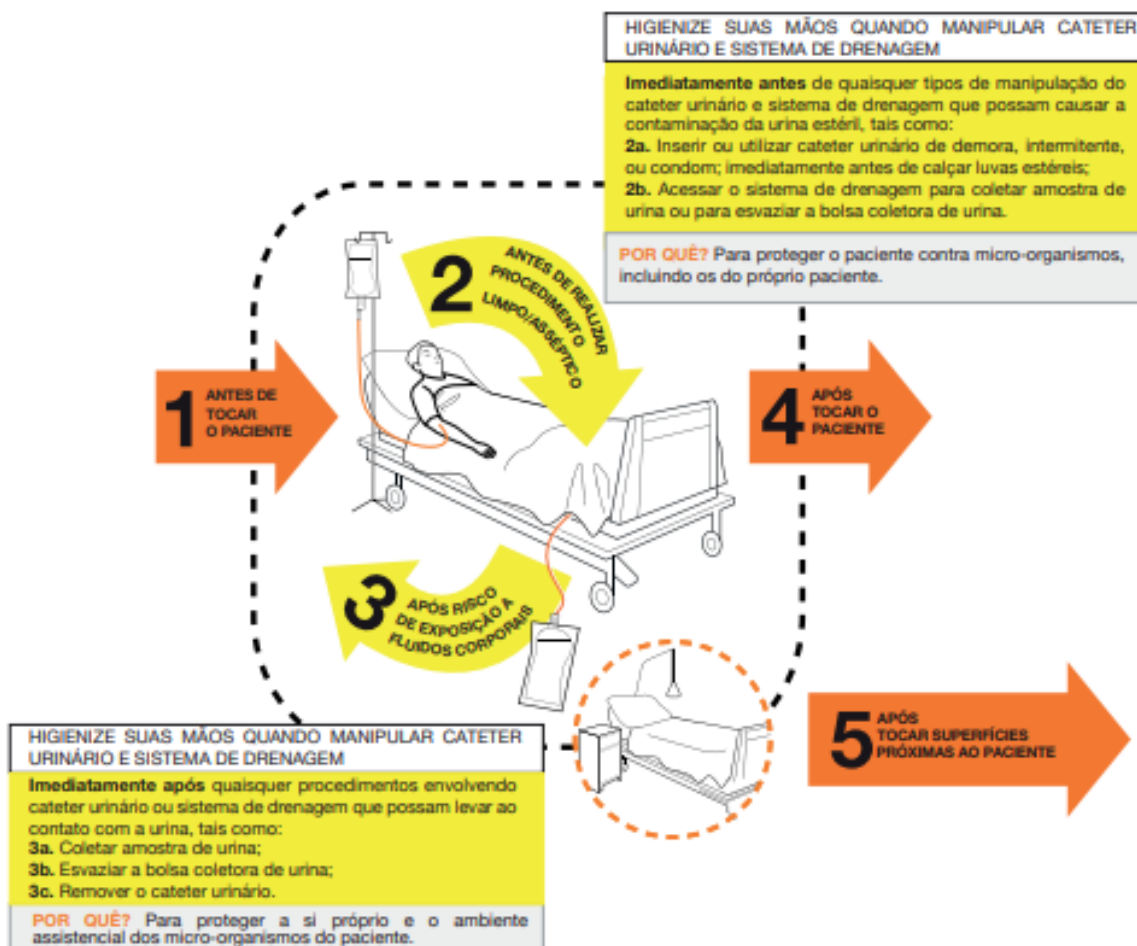 HIGIENIZE SUAS MÃOS QUANDO MANIPULAR CATETER
URINÁRIO E SISTEMA DE DRENAGEM
Imediatamente antes de quaisquer tipos de manipulação do
cateter urinário e sistema de drenagem que possam causar a
contaminação da urina estéril, tais como:
2a. Inserir ou utilizar cateter urinário de demora, intermitente,
ou condom; imediatamente antes de calçar luvas estéreis;
2b. Acessar o sistema de drenagem para coletar amostra de
urina ou para esvaziar a bolsa coletora de urina.
POR QUÊ? Para proteger o paciente contra micro-organismos,
incluindo os do próprio paciente.
1 ANTES DE
TOCAR
O PACIENTE
2 ANTES DE REALIZAR
PROCEDIMENTO
LIMPO/ASSÉPTICO
3 APÓS RISCO
DE EXPOSIÇÃO A
FLUIDOS CORPORAIS
4 APÓS
TOCAR O
PACIENTE
5 APÓS
TOCAR SUPERFÍCIES
PRÓXIMAS AO PACIENTE
HIGIENIZE SUAS MÃOS QUANDO MANIPULAR CATETER
URINÁRIO E SISTEMA DE DRENAGEM
Imediatamente após quaisquer procedimentos envolvendo
cateter urinário ou sistema de drenagem que possam levar ao
contato com a urina, tais como:
3a. Coletar amostra de urina;
3b. Esvaziar a bolsa coletora de urina;
3c. Remover o cateter urinário.
POR QUÊ? Para proteger a si próprio e o ambiente
assistencial dos micro-organismos do paciente.